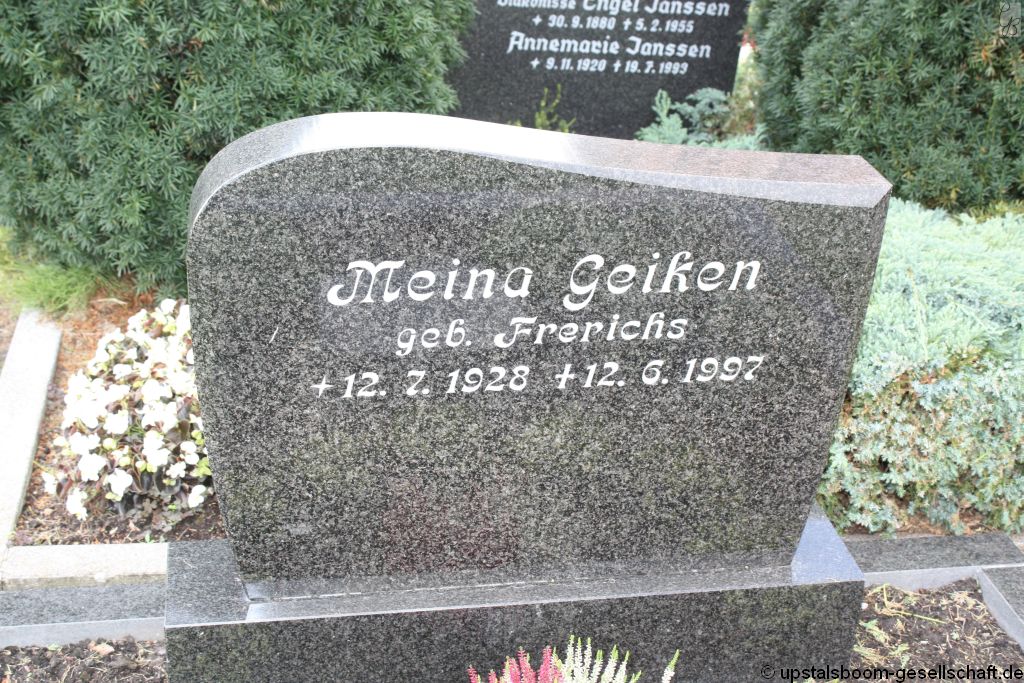 Diakonisse Engel Janssen
+ 30. 9. 1880 + 5. 2. 1955
Annemarie Janssen
+ 9. 11. 1920 + 19. 7. 1993
Meina Geiken
geb. Frerichs
+ 12. 7. 1928 + 12. 6. 1997
© upstalsboom-gesellschaft.de